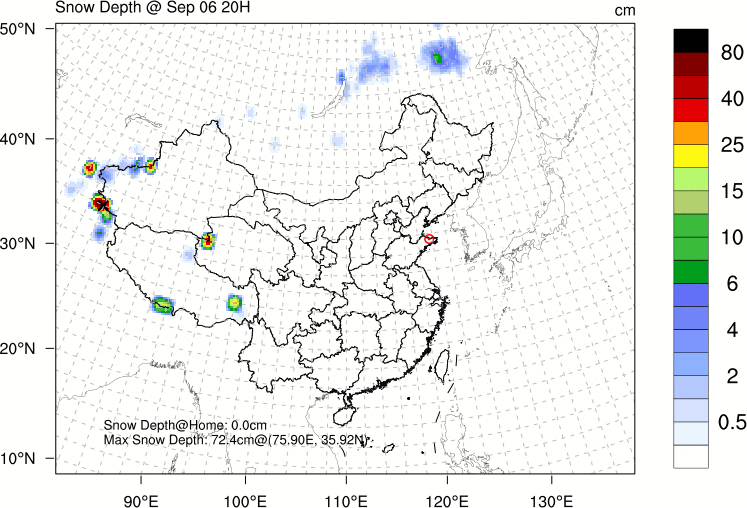 Snow Depth @ Sep 06 20H
cm
50°N
40°N
30°N
20°N
10°N
90°E
100°E
110°E
120°E
130°E
80
40
25
15
10
6
4
2
0.5
Snow Depth@Home: 0.0cm
Max Snow Depth: 72.4cm@(75.90E, 35.92N)